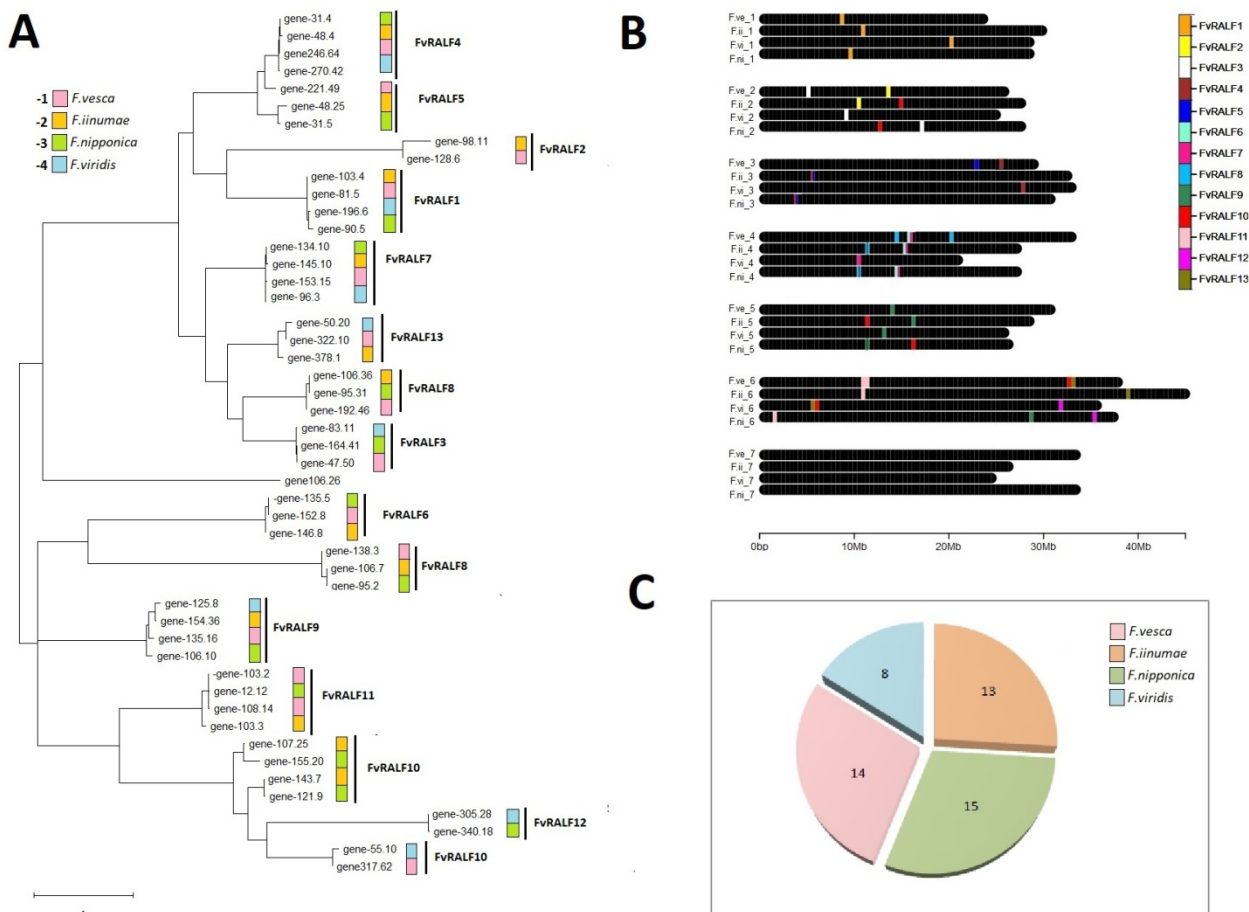 A
-1 F.vesca
-2 F.iinumae
-3 F.nipponica
-4 F.viridis
gene-31.4
gene-48.4
gene246.64
gene-270.42
FvRALF4
gene-221.49
gene-48.25
gene-31.5
FvRALF5
gene-98.11
gene-128.6
FvRALF2
gene-103.4
gene-81.5
gene-196.6
gene-90.5
FvRALF1
gene-134.10
gene-145.10
gene-153.15
gene-96.3
FvRALF7
gene-50.20
gene-322.10
gene-378.1
FvRALF13
gene-106.36
gene-95.31
gene-192.46
FvRALF8
gene-83.11
gene-164.41
gene-47.50
FvRALF3
gene106.26
-gene-135.5
gene-152.8
gene-146.8
FvRALF6
gene-138.3
gene-106.7
gene-95.2
FvRALF8
gene-125.8
gene-154.36
gene-135.16
gene-106.10
FvRALF9
-gene-103.2
gene-12.12
gene-108.14
gene-103.3
FvRALF11
gene-107.25
gene-155.20
gene-143.7
gene-121.9
FvRALF10
gene-305.28
gene-340.18
FvRALF12
gene-55.10
gene317.62
FvRALF10
B
F.ve_1
F.ii_1
F.vi_1
F.ni_1
F.ve_2
F.ii_2
F.vi_2
F.ni_2
F.ve_3
F.ii_3
F.vi_3
F.ni_3
F.ve_4
F.ii_4
F.vi_4
F.ni_4
F.ve_5
F.ii_5
F.vi_5
F.ni_5
F.ve_6
F.ii_6
F.vi_6
F.ni_6
F.ve_7
F.ii_7
F.vi_7
F.ni_7
0bp 10Mb 20Mb 30Mb 40Mb
FvRALF1
FvRALF2
FvRALF3
FvRALF4
FvRALF5
FvRALF6
FvRALF7
FvRALF8
FvRALF9
FvRALF10
FvRALF11
FvRALF12
FvRALF13
C
8
13
14
15
F.vesca
F.iinumae
F.nipponica
F.viridis